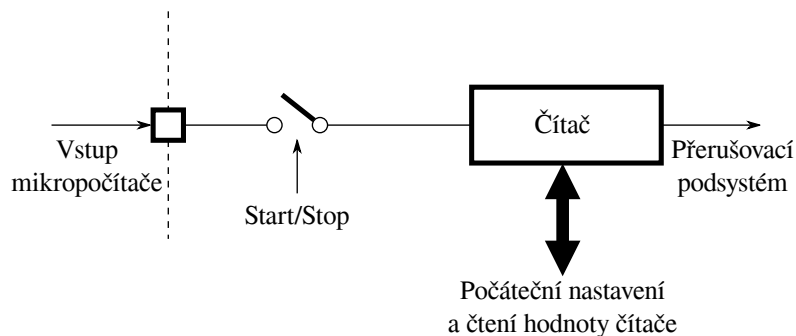 Vstup
mikropočítače
Start/Stop
Čítač
Přerušovací
podsystém
Počáteční nastavení
a čtení hodnoty čítače